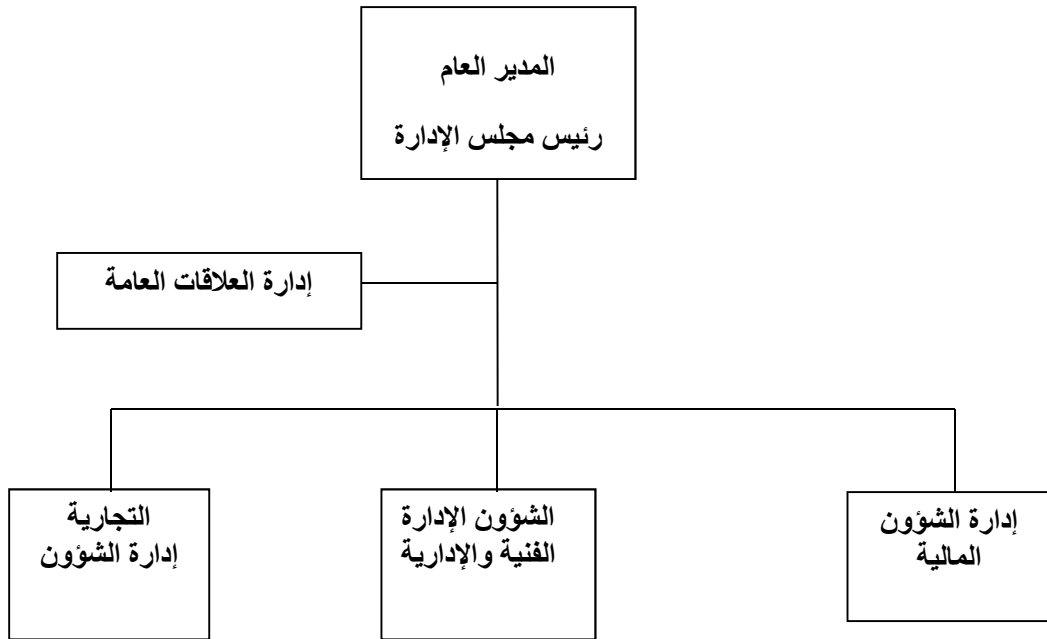 المدير العام
رئيس مجلس الإدارة
إدارة العلاقات العامة
إدارة الشؤون
المالية
الشؤون الإدارة
الفنية والإدارية
التجارية
إدارة الشؤون